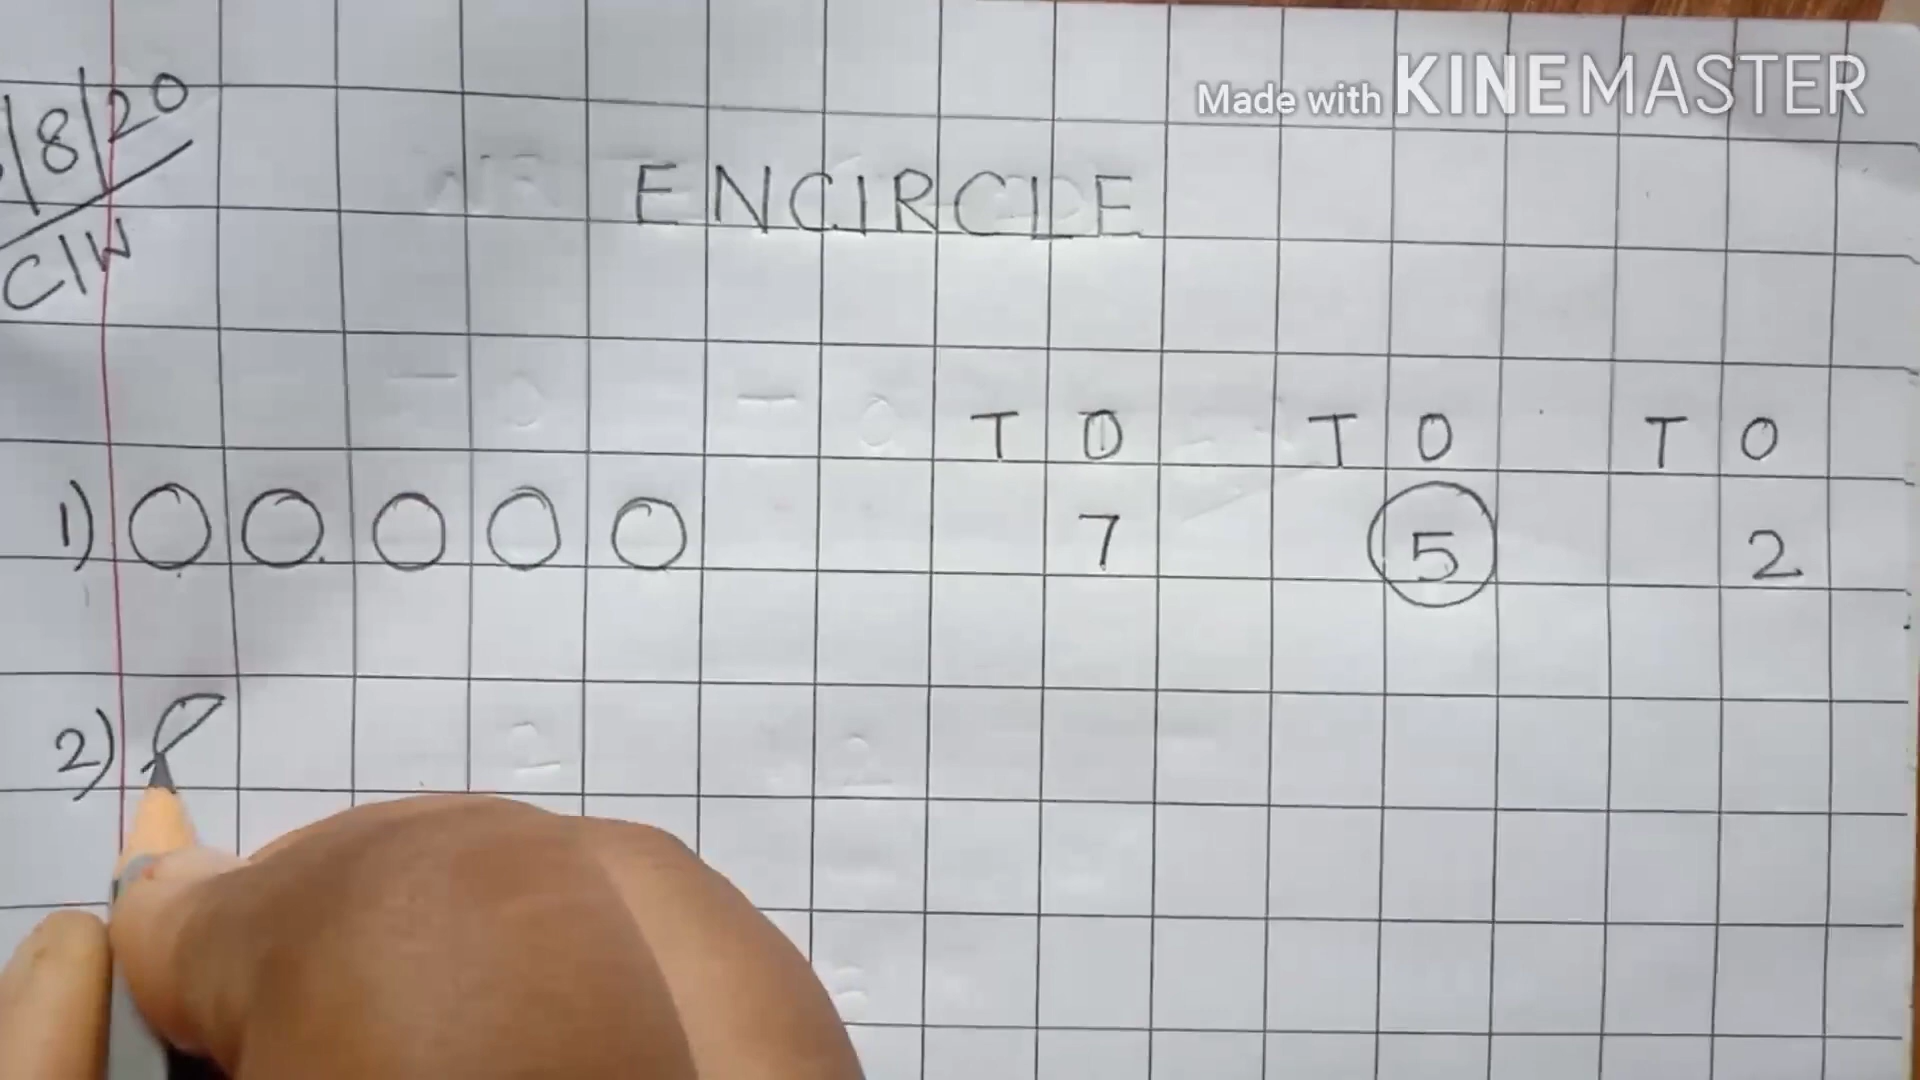 Made with KINEMASTER
/8/20
C/W
ENCIRCLE
T O T O T O
1) O O O O O 7 5 2
2)